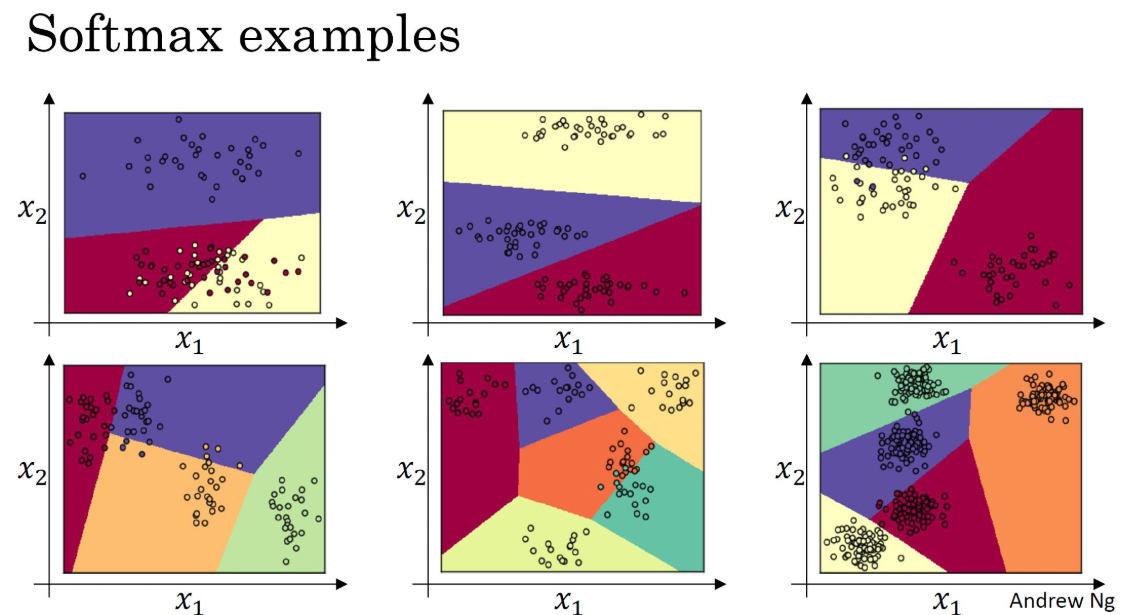 Softmax examples
x₂
x₁
x₂
x₁
x₂
x₁
x₂
x₁
x₂
x₁
x₂
x₁
Andrew Ng